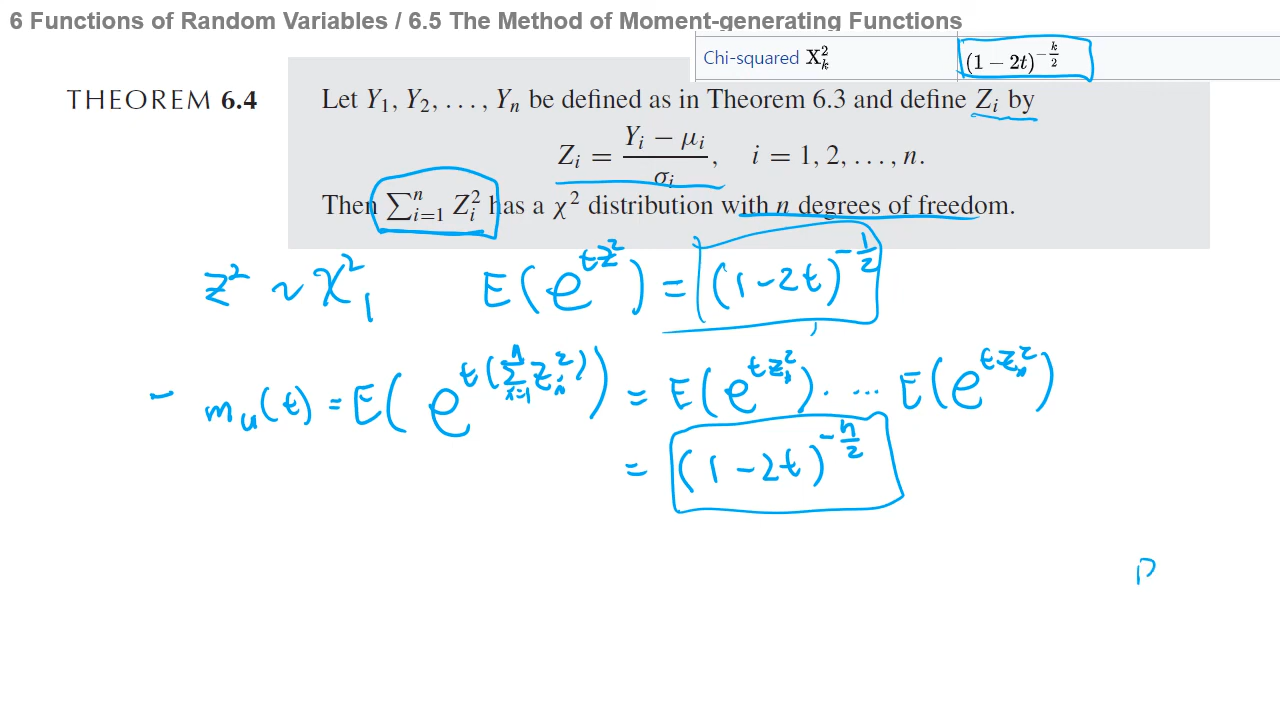 6 Functions of Random Variables / 6.5 The Method of Moment-generating Functions
Chi-squared Χ²ₖ (1 − 2t)^{−k/2}
THEOREM 6.4 Let Y₁, Y₂, . . . , Yₙ be defined as in Theorem 6.3 and define Zᵢ by
Zᵢ = (Yᵢ − μᵢ)/σᵢ, i = 1, 2, . . . , n.
Then ∑ⁿᵢ₌₁ Zᵢ² has a χ² distribution with n degrees of freedom.
Z² ~ χ²₁ E(e^{tZ²}) = (1-2t)^{-1/2}
- m_u(t) = E(e^{t(∑ⁿᵢ₌₁ Zᵢ²)}) = E(e^{tZ₁²}) · ... E(e^{tZₙ²})
= (1-2t)^{-n/2}